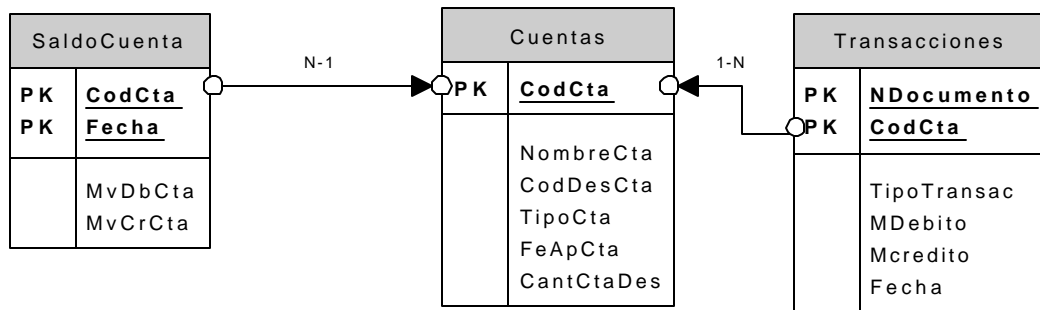 SaldoCuenta
PK CodCta
PK Fecha
MvDbCta
MvCrCta
N-1
Cuentas
PK CodCta
NombreCta
CodDesCta
TipoCta
FeApCta
CantCtaDes
1-N
Transacciones
PK NDocumento
PK CodCta
TipoTransac
MDebito
Mcredito
Fecha